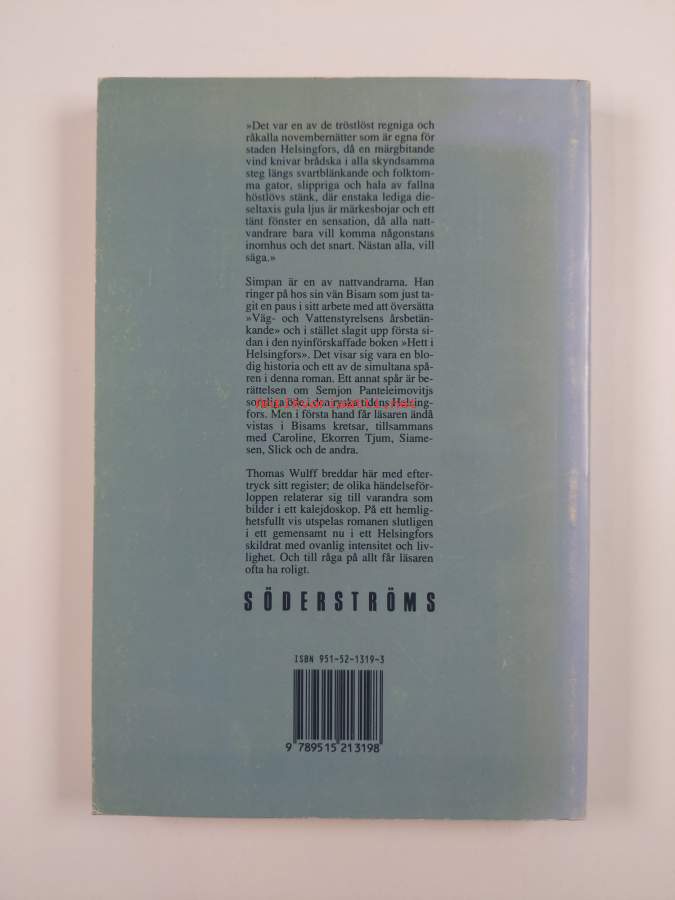 »Det var en av de tröstlöst regniga och
råkalla novembernätter som är egna för
staden Helsingfors, då en märgbitande
vind knivar brådska i alla skyndsamma
steg längs svartblänkande och folktom-
ma gator, slippriga och hala av fallna
höstlövs stänk, där enstaka lediga die-
seltaxis gula ljus är märkesbojar och ett
tänt fönster en sensation, då alla natt-
vandrare bara vill komma någonstans
inomhus och det snart. Nästan alla, vill
säga.»
Simpan är en av nattvandrarna. Han
ringer på hos sin vän Bisam som just ta-
git en paus i sitt arbete med att översätta
»Väg- och Vattenstyrelsens årsbetän-
kande» och i stället slagit upp första si-
dan i den nyinförskaffade boken »Hett i
Helsingfors». Det visar sig vara en blo-
dig historia och ett av de simultana spå-
ren i denna roman. Ett annat spår är be-
rättelsen om Semjon Panteleimovitjs
i den ryska tidens Helsing-
fors. Men i första hand får läsaren ändå
vistas i Bisams kretsar, tillsammans
med Caroline, Ekorren Tjum, Siame-
sen, Slick och de andra.
Thomas Wulff breddar här med efter-
tryck sitt register; de olika händelseför-
loppen relaterar sig till varandra som
bilder i ett kalejdoskop. På ett hemlig-
hetsfullt vis utspelas romanen slutligen
i ett gemensamt nu i ett Helsingfors
skildrat med ovanlig intensitet och liv-
lighet. Och till råga på allt får läsaren
ofta ha roligt.
SÖDERSTRÖMS
ISBN 951-52-1319-3
9 789515 213198